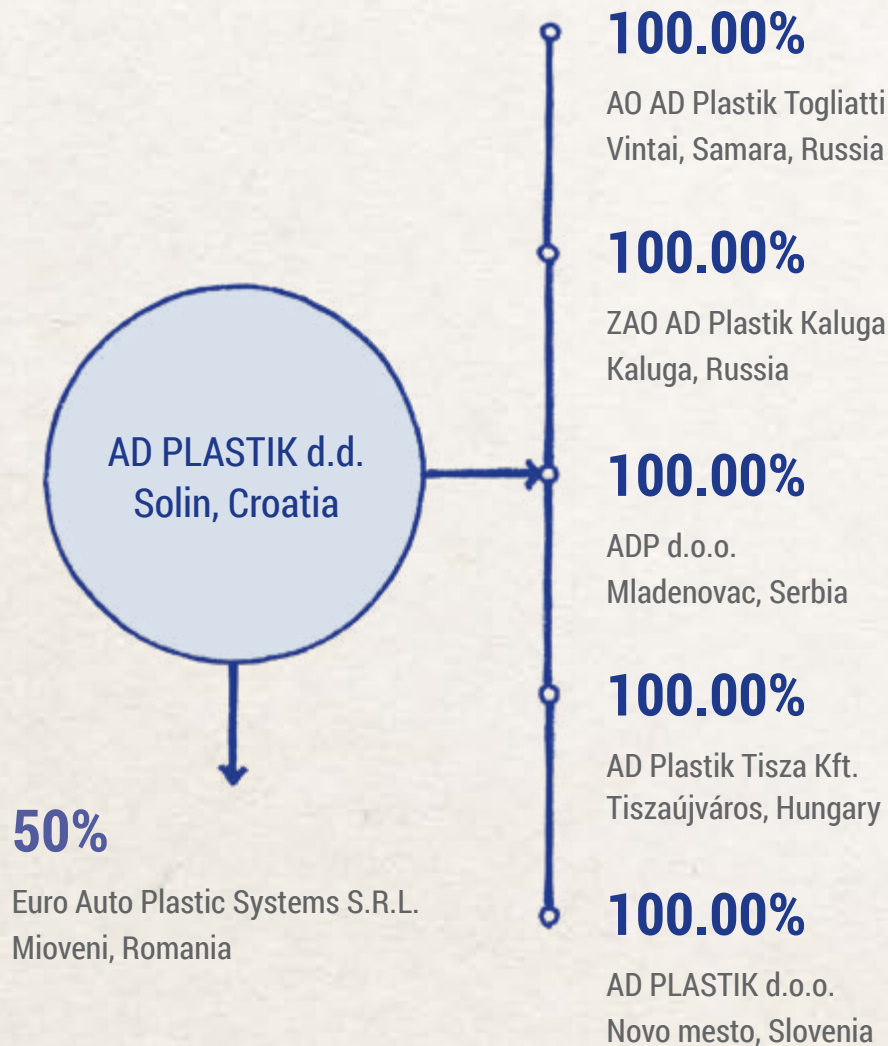 AD PLASTIK d.d.
Solin, Croatia
50%
Euro Auto Plastic Systems S.R.L.
Mioveni, Romania
100.00%
AO AD Plastik Togliatti
Vintai, Samara, Russia
100.00%
ZAO AD Plastik Kaluga
Kaluga, Russia
100.00%
ADP d.o.o.
Mladenovac, Serbia
100.00%
AD Plastik Tisza Kft.
Tiszaújváros, Hungary
100.00%
AD PLASTIK d.o.o.
Novo mesto, Slovenia